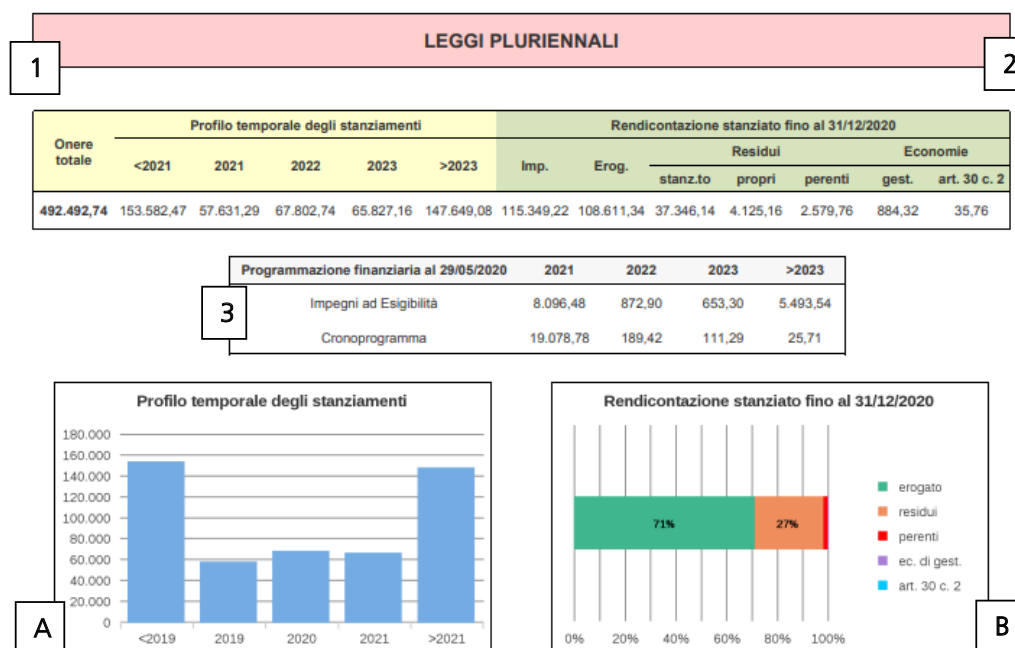 LEGGI PLURIENNALI
1
2
Onere totale Profilo temporale degli stanziamenti Rendicontazione stanziato fino al 31/12/2020
<2021 2021 2022 2023 >2023 Imp. Erog. Residui Economie
stanz.to propri perenti gest. art. 30 c. 2
492.492,74 153.582,47 57.631,29 67.802,74 65.827,16 147.649,08 115.349,22 108.611,34 37.346,14 4.125,16 2.579,76 884,32 35,76
Programmazione finanziaria al 29/05/2020 2021 2022 2023 >2023
3
Impegni ad Esigibilità 8.096,48 872,90 653,30 5.493,54
Cronoprogramma 19.078,78 189,42 111,29 25,71
Profilo temporale degli stanziamenti
180.000
160.000
140.000
120.000
100.000
80.000
60.000
40.000
20.000
0
<2019 2019 2020 2021 >2021
A
Rendicontazione stanziato fino al 31/12/2020
71% 27%
erogato
residui
perenti
ec. di gest.
art. 30 c. 2
0% 20% 40% 60% 80% 100%
B